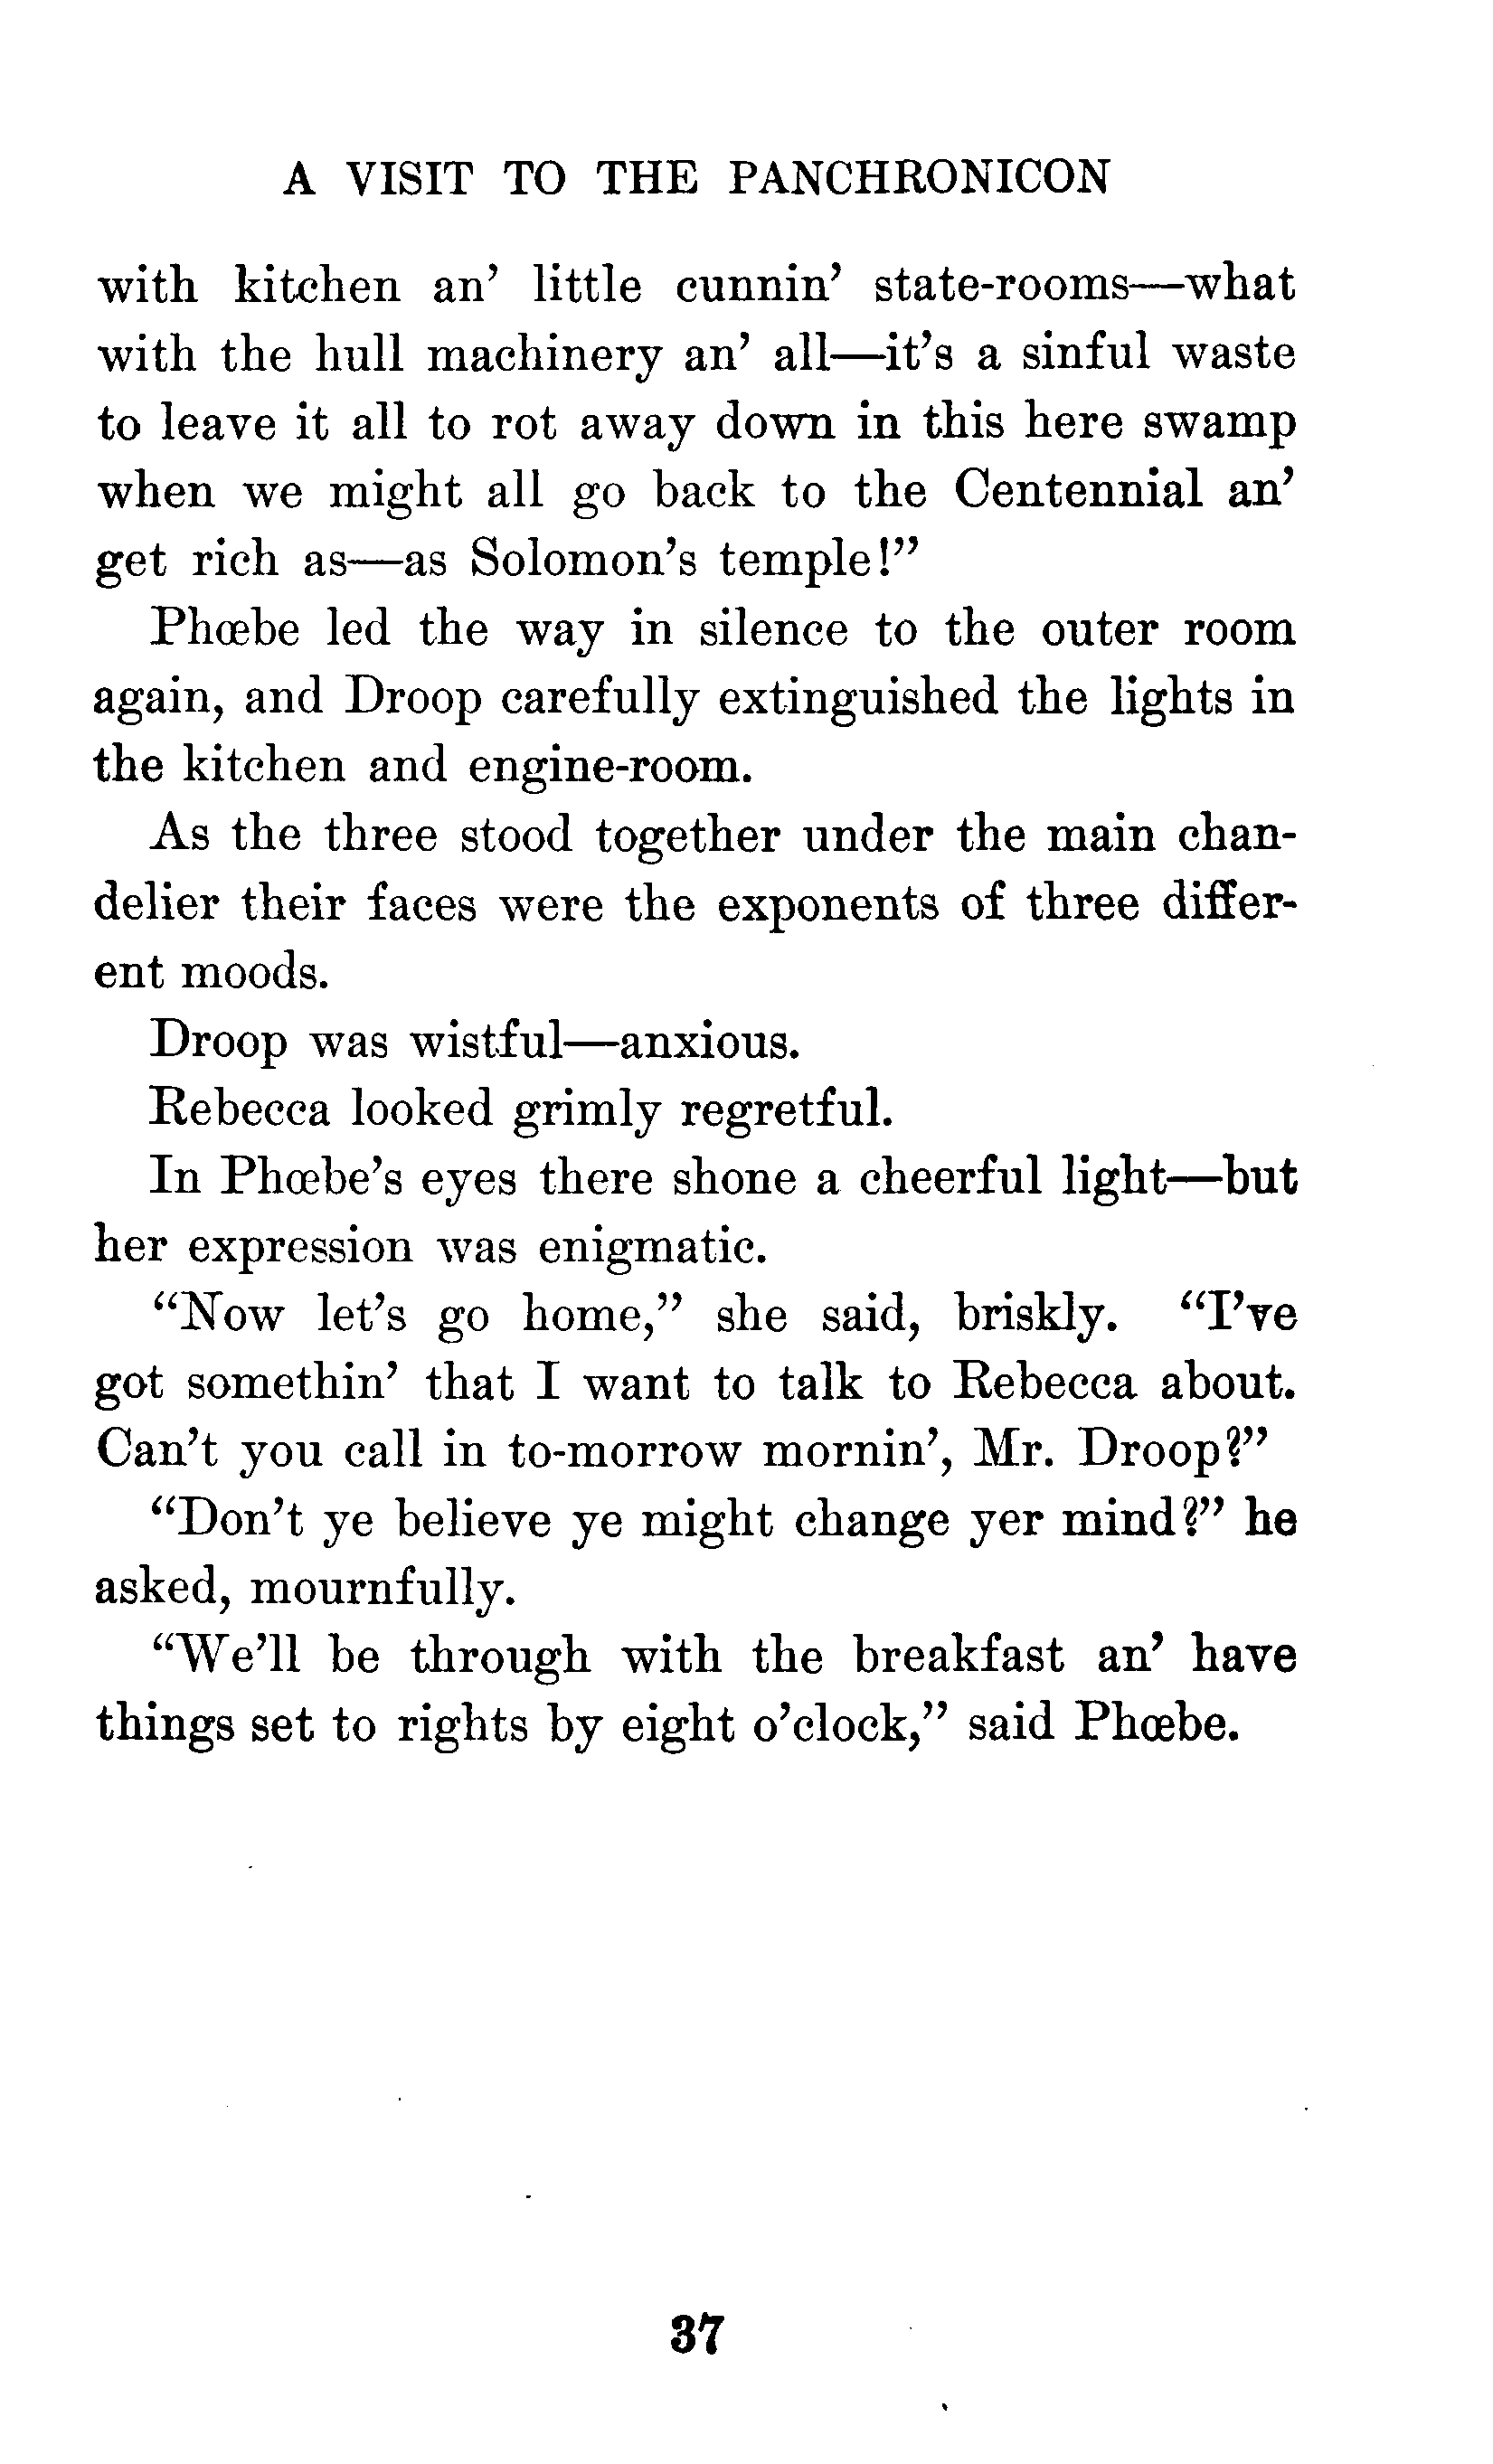 A VISIT TO THE PANCHRONICON
with kitchen an’ little cunnin’ state-rooms—what
with the hull machinery an’ all—it’s a sinful waste
to leave it all to rot away down in this here swamp
when we might all go back to the Centennial an’
get rich as—as Solomon’s temple!”
Phœbe led the way in silence to the outer room
again, and Droop carefully extinguished the lights in
the kitchen and engine-room.
As the three stood together under the main chan-
delier their faces were the exponents of three differ-
ent moods.
Droop was wistful—anxious.
Rebecca looked grimly regretful.
In Phœbe’s eyes there shone a cheerful light—but
her expression was enigmatic.
“Now let’s go home,” she said, briskly. “I’ve
got somethin’ that I want to talk to Rebecca about.
Can’t you call in to-morrow mornin’, Mr. Droop?”
“Don’t ye believe ye might change yer mind?” he
asked, mournfully.
“We’ll be through with the breakfast an’ have
things set to rights by eight o’clock,” said Phœbe.
37